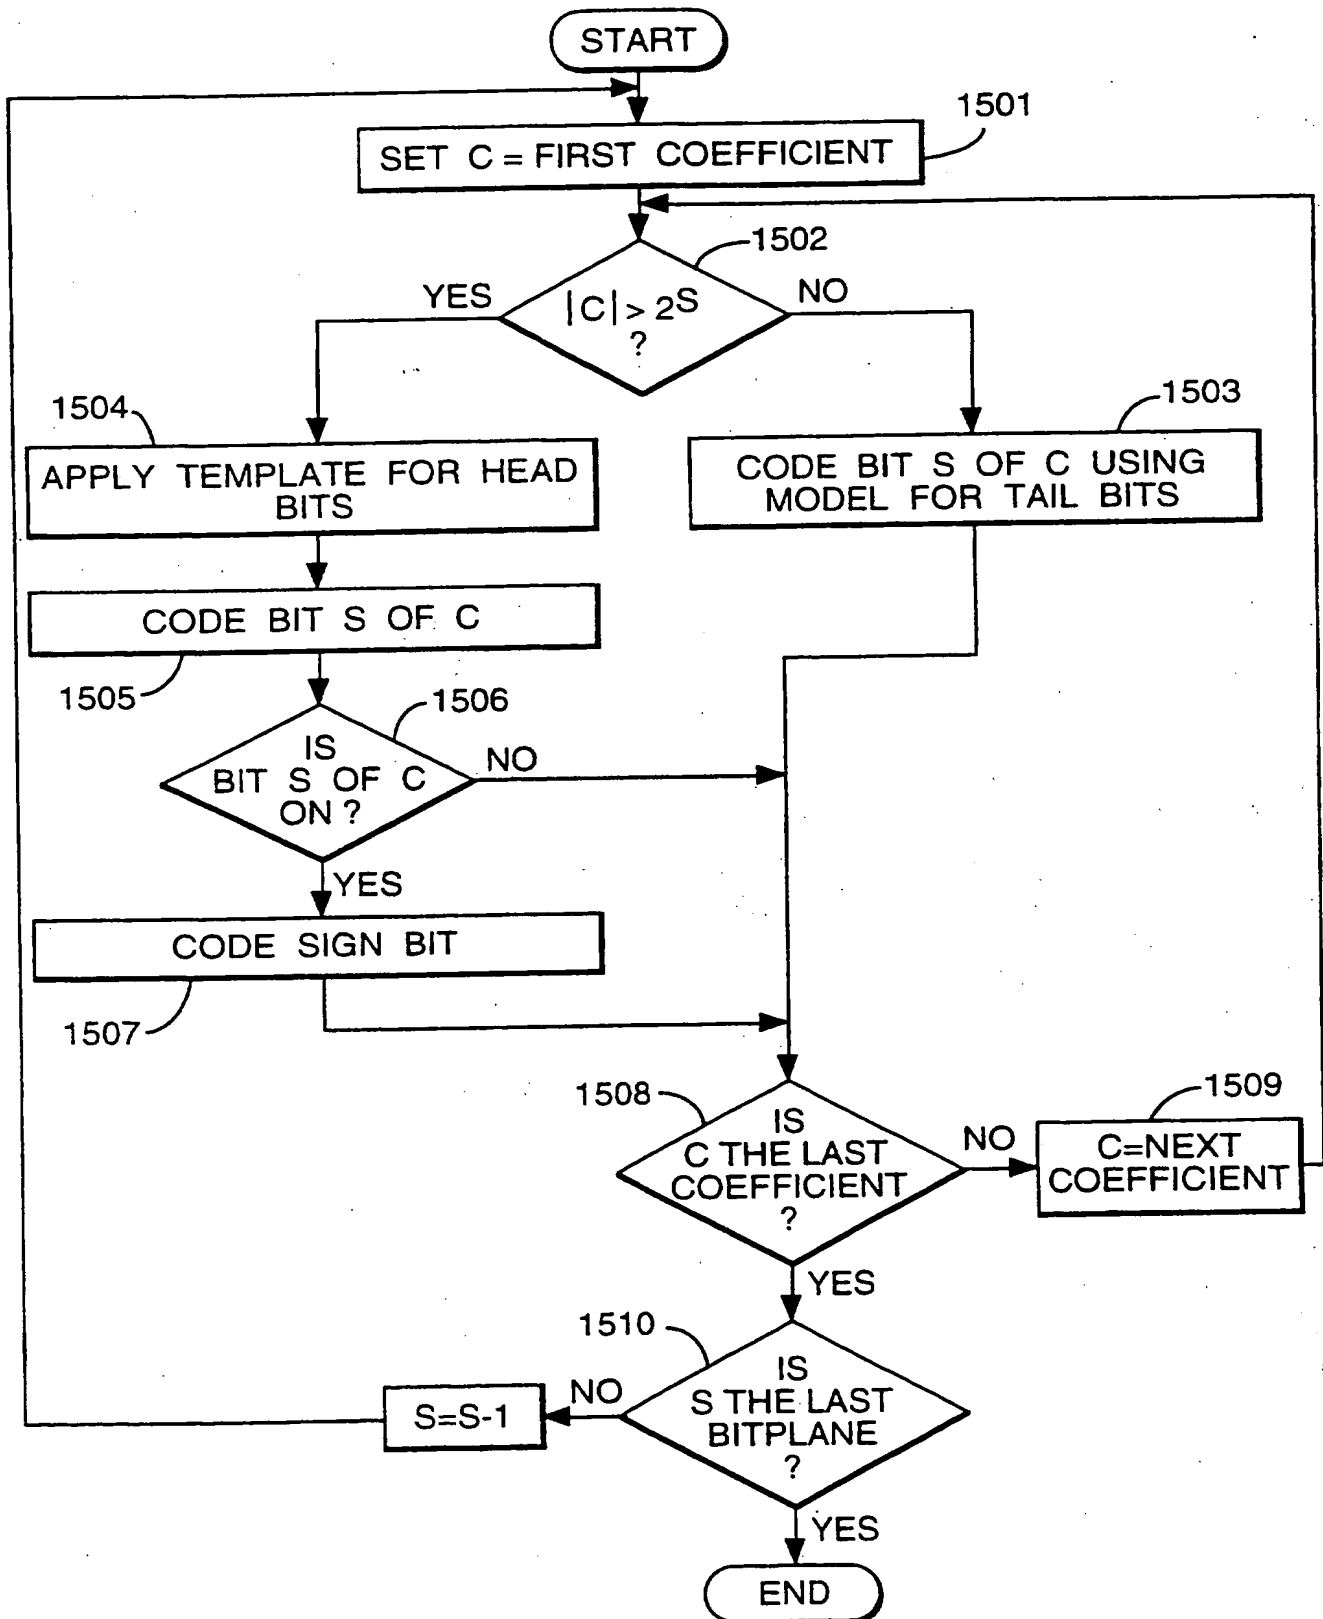 START
1501
SET C = FIRST COEFFICIENT
1502
YES
NO
|C| > 2^S
?
1504
1503
APPLY TEMPLATE FOR HEAD
BITS
CODE BIT S OF C USING
MODEL FOR TAIL BITS
CODE BIT S OF C
1505
1506
IS
BIT S OF C
ON ?
NO
YES
CODE SIGN BIT
1507
1508
1509
IS
C THE LAST
COEFFICIENT
?
NO
C=NEXT
COEFFICIENT
YES
1510
IS
S THE LAST
BITPLANE
?
NO
S=S-1
YES
END